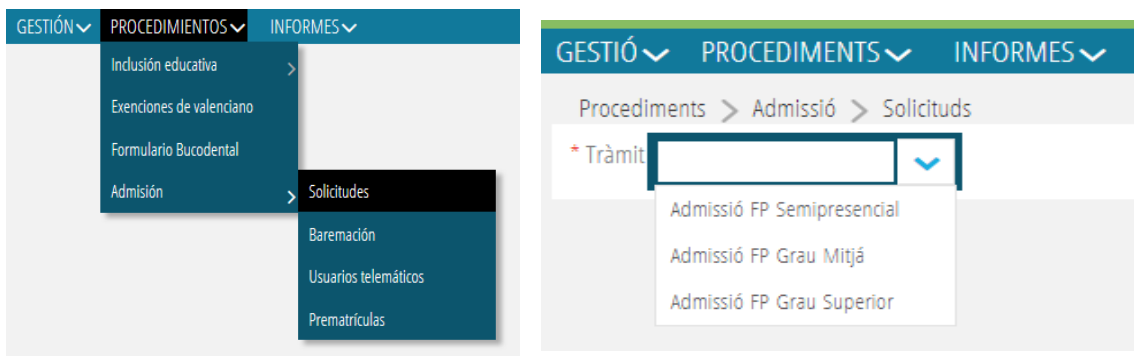 GESTIÓN PROCEDIMIENTOS INFORMES
Inclusión educativa
Exenciones de valenciano
Formulario Bucodental
Admisión
Solicitudes
Baremación
Usuarios telemáticos
Prematrículas
GESTIÓ PROCEDIMENTS INFORMES
Procediments > Admissió > Solicituds
* Tràmit
Admissió FP Semipresencial
Admissió FP Grau Mitjá
Admissió FP Grau Superior